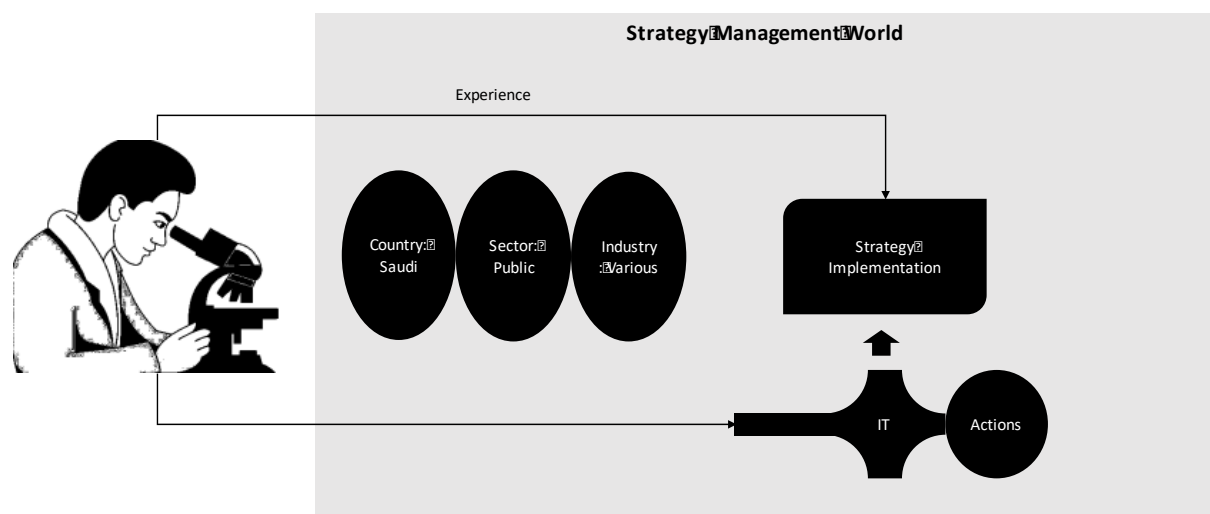 Strategy Management World
Experience
Country:
Saudi
Sector:
Public
Industry
: Various
Strategy
Implementation
IT
Actions